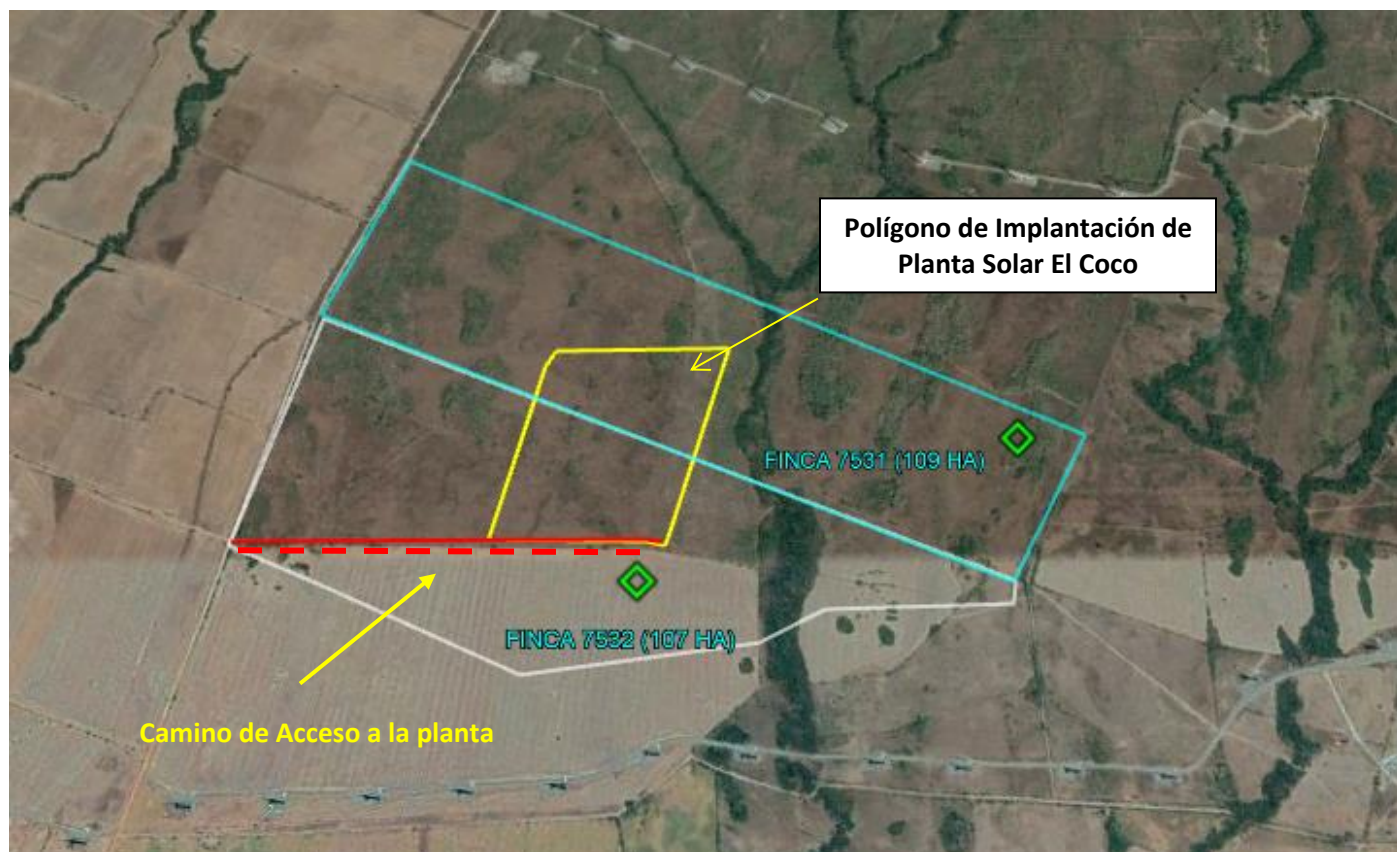 Polígono de Implantación de
Planta Solar El Coco
FINCA 7531 (109 HA)
FINCA 7532 (107 HA)
Camino de Acceso a la planta